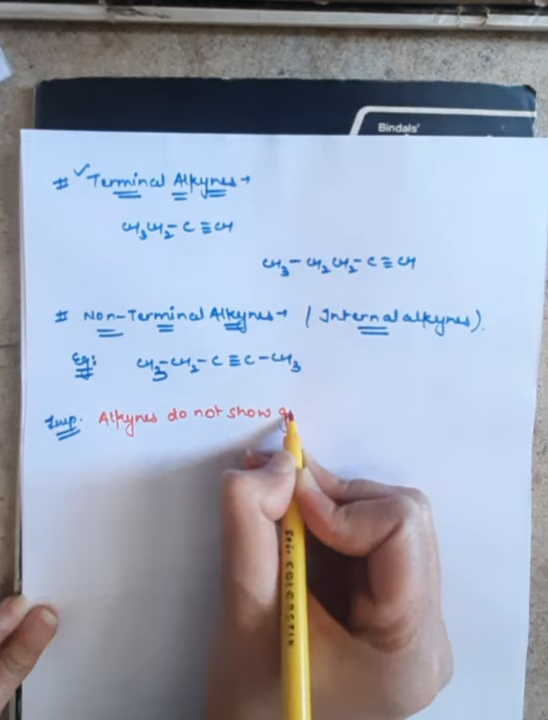 Bindals'
# ✓ Terminal Alkynes →
CH3CH2-C≡CH
CH3-CH2CH2-C≡CH
# Non-Terminal Alkynes → (Internal alkynes).
Eg: CH3-CH2-C≡C-CH3
Imp. Alkynes do not show g